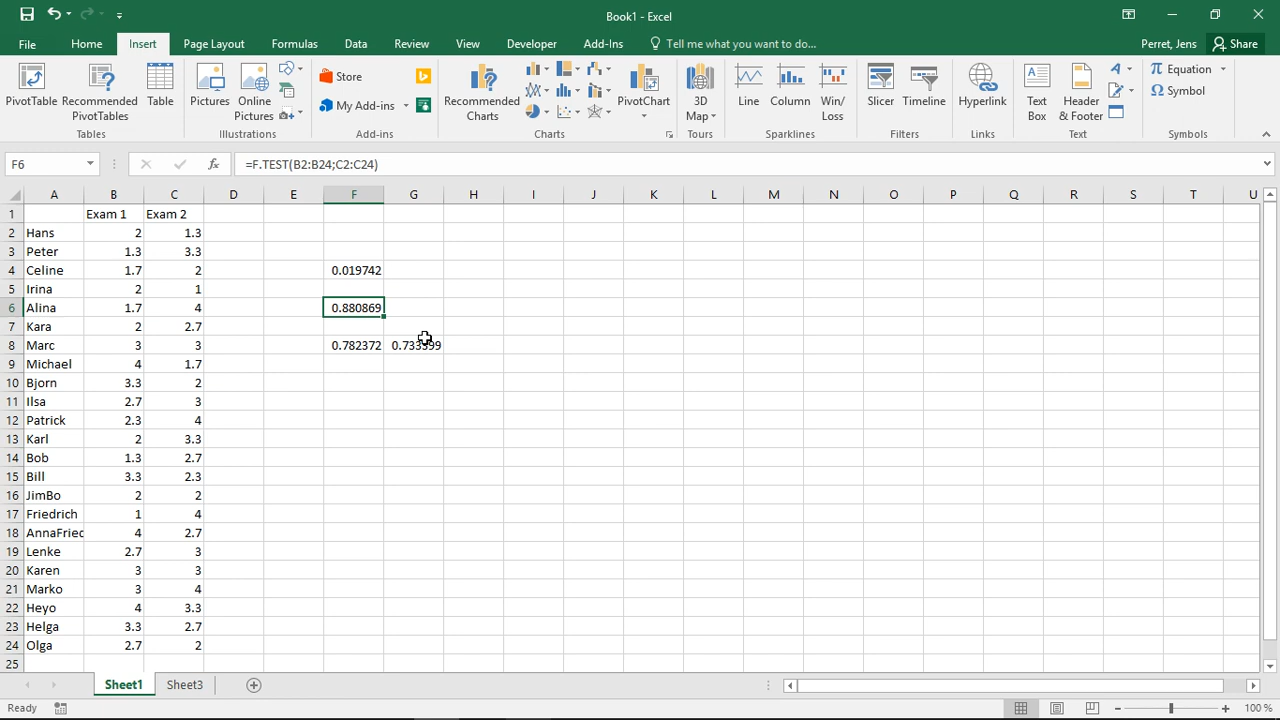 Book1 - Excel
File Home Insert Page Layout Formulas Data Review View Developer Add-Ins Tell me what you want to do... Perret, Jens Share
PivotTable Recommended PivotTables Table Pictures Online Pictures Store My Add-ins Recommended Charts PivotChart 3D Map Line Column Win/Loss Slicer Timeline Hyperlink Text Box Header & Footer Equation Symbol
Tables Illustrations Add-ins Charts Tours Sparklines Filters Links Text Symbols
F6 fx =F.TEST(B2:B24;C2:C24)
A B C D E F G H I J K L M N O P Q R S T U
1 Exam 1 Exam 2
2 Hans 2 1.3
3 Peter 1.3 3.3
4 Celine 1.7 2 0.019742
5 Irina 2 1
6 Alina 1.7 4 0.880869
7 Kara 2 2.7
8 Marc 3 3 0.782372
9 Michael 4 1.7
10 Bjorn 3.3 2
11 Ilsa 2.7 3
12 Patrick 2.3 4
13 Karl 2 3.3
14 Bob 1.3 2.7
15 Bill 3.3 2.3
16 JimBo 2 2
17 Friedrich 1 4
18 AnnaFried 4 2.7
19 Lenke 2.7 3
20 Karen 3 3
21 Marko 3 4
22 Heyo 4 3.3
23 Helga 3.3 2.7
24 Olga 2.7 2
25
Sheet1 Sheet3
Ready 100 %